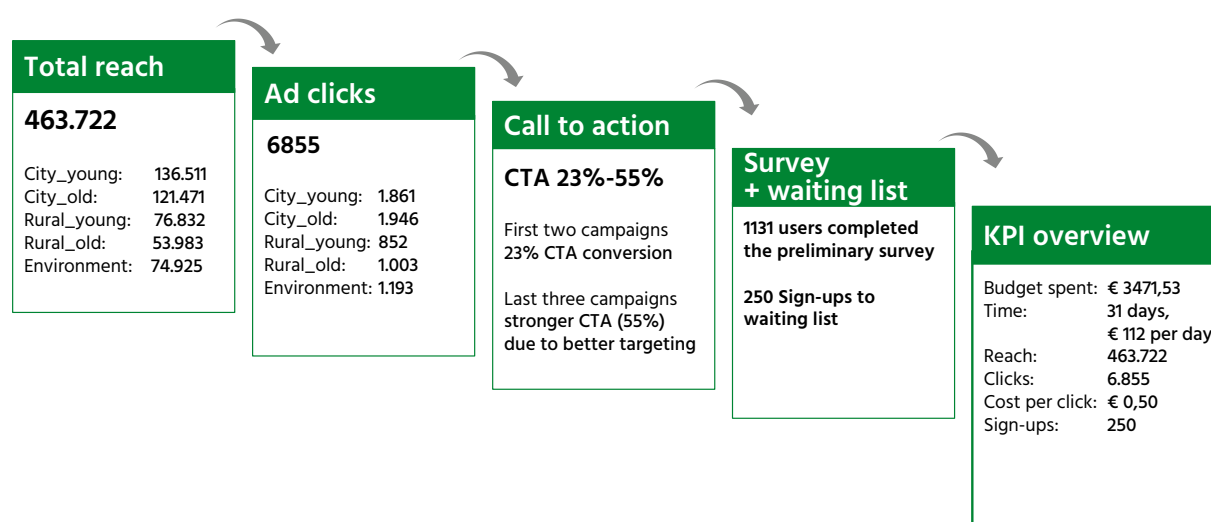 Total reach
463.722
City_young: 136.511
City_old: 121.471
Rural_young: 76.832
Rural_old: 53.983
Environment: 74.925
Ad clicks
6855
City_young: 1.861
City_old: 1.946
Rural_young: 852
Rural_old: 1.003
Environment: 1.193
Call to action
CTA 23%-55%
First two campaigns
23% CTA conversion
Last three campaigns
stronger CTA (55%)
due to better targeting
Survey
+ waiting list
1131 users completed
the preliminary survey
250 Sign-ups to
waiting list
KPI overview
Budget spent: € 3471,53
Time: 31 days,
€ 112 per day
Reach: 463.722
Clicks: 6.855
Cost per click: € 0,50
Sign-ups: 250